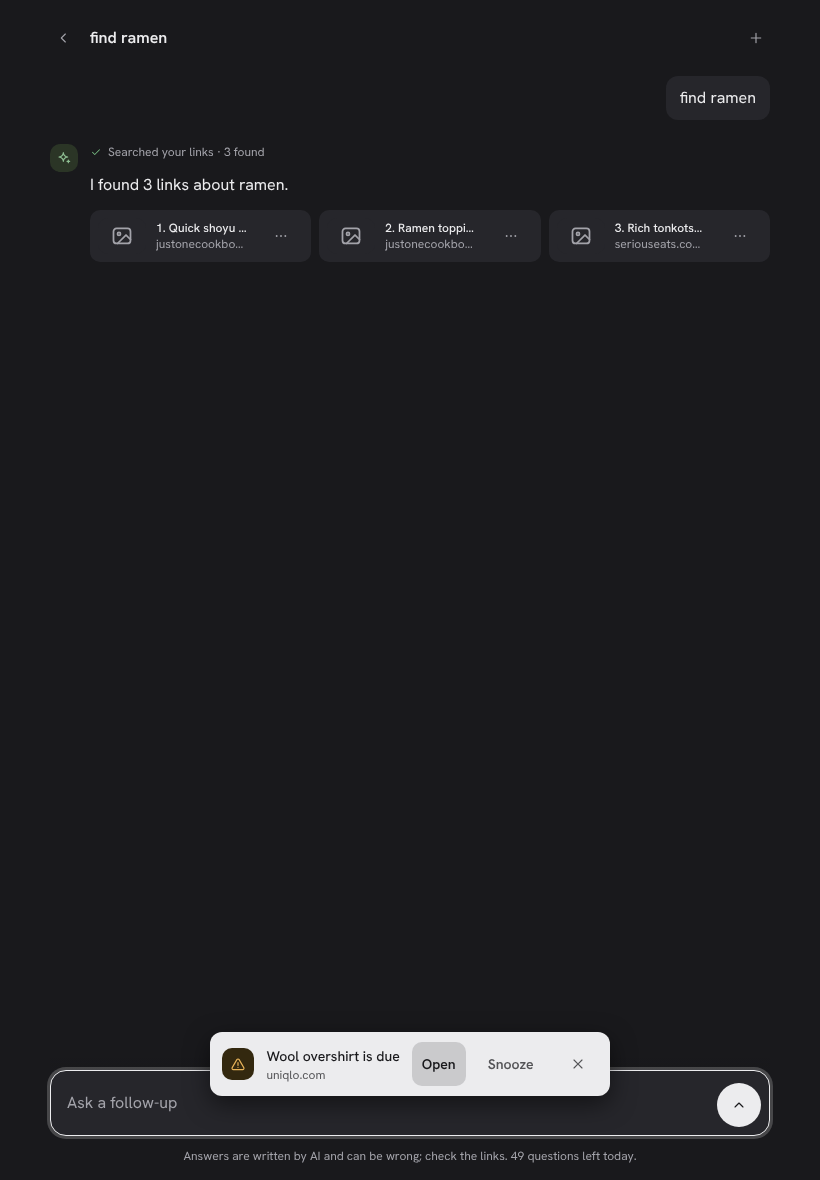 find ramen
find ramen
Searched your links · 3 found
I found 3 links about ramen.
1. Quick shoyu ...
justonecookbo...
2. Ramen toppi...
justonecookbo...
3. Rich tonkots...
seriouseats.co...
Wool overshirt is due
uniqlo.com
Open
Snooze
Ask a follow-up
Answers are written by AI and can be wrong; check the links. 49 questions left today.